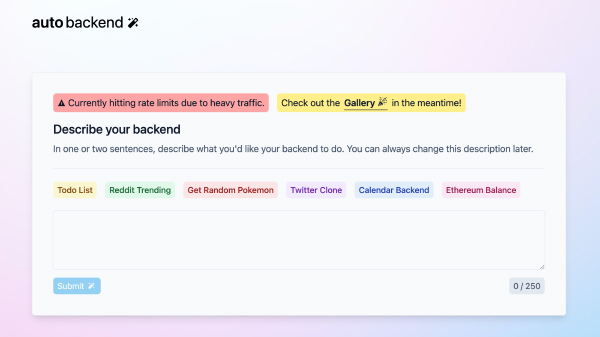 auto backend
Currently hitting rate limits due to heavy traffic. Check out the Gallery in the meantime!
Describe your backend
In one or two sentences, describe what you'd like your backend to do. You can always change this description later.
Todo List Reddit Trending Get Random Pokemon Twitter Clone Calendar Backend Ethereum Balance
Submit 0 / 250